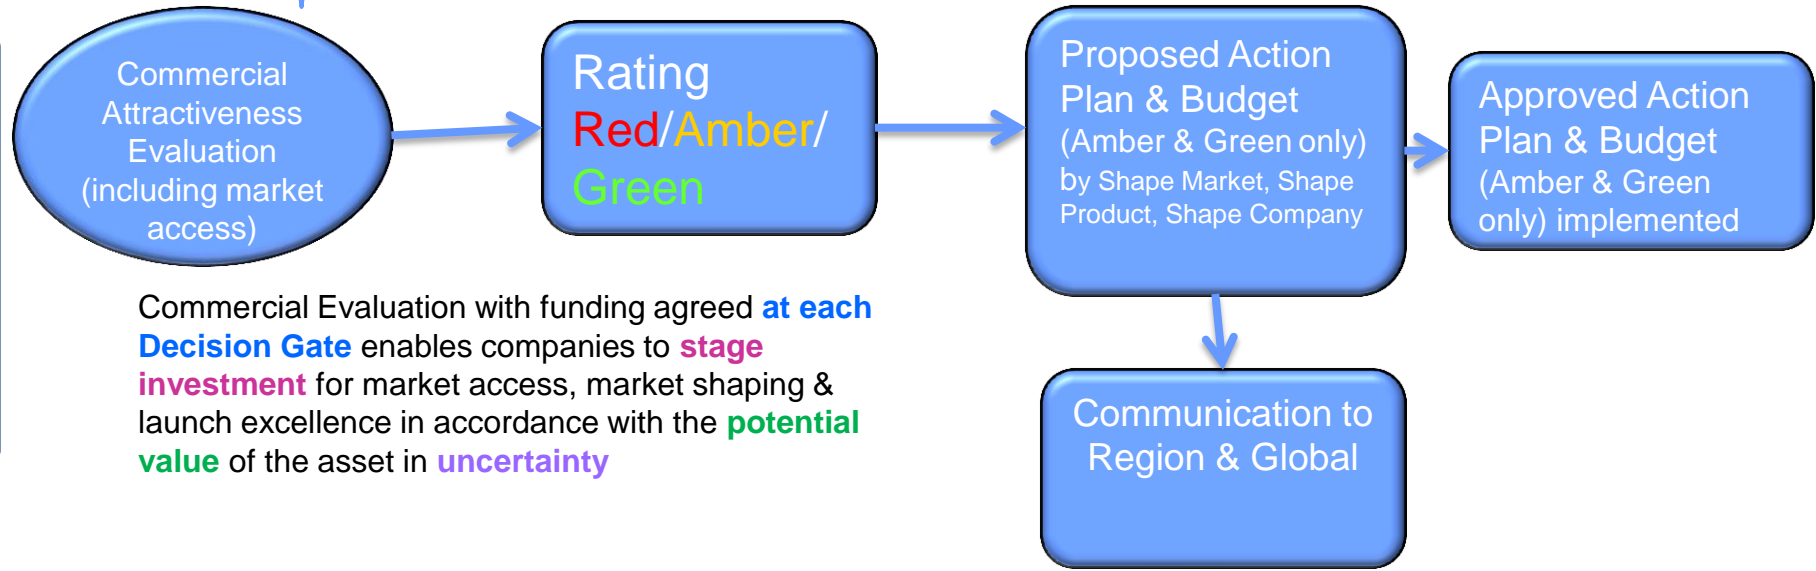 Commercial
Attractiveness
Evaluation
(including market
access)
Rating
Red/Amber/
Green
Proposed Action
Plan & Budget
(Amber & Green only)
by Shape Market, Shape
Product, Shape Company
Approved Action
Plan & Budget
(Amber & Green
only) implemented
Commercial Evaluation with funding agreed at each
Decision Gate enables companies to stage
investment for market access, market shaping &
launch excellence in accordance with the potential
value of the asset in uncertainty
Communication to
Region & Global